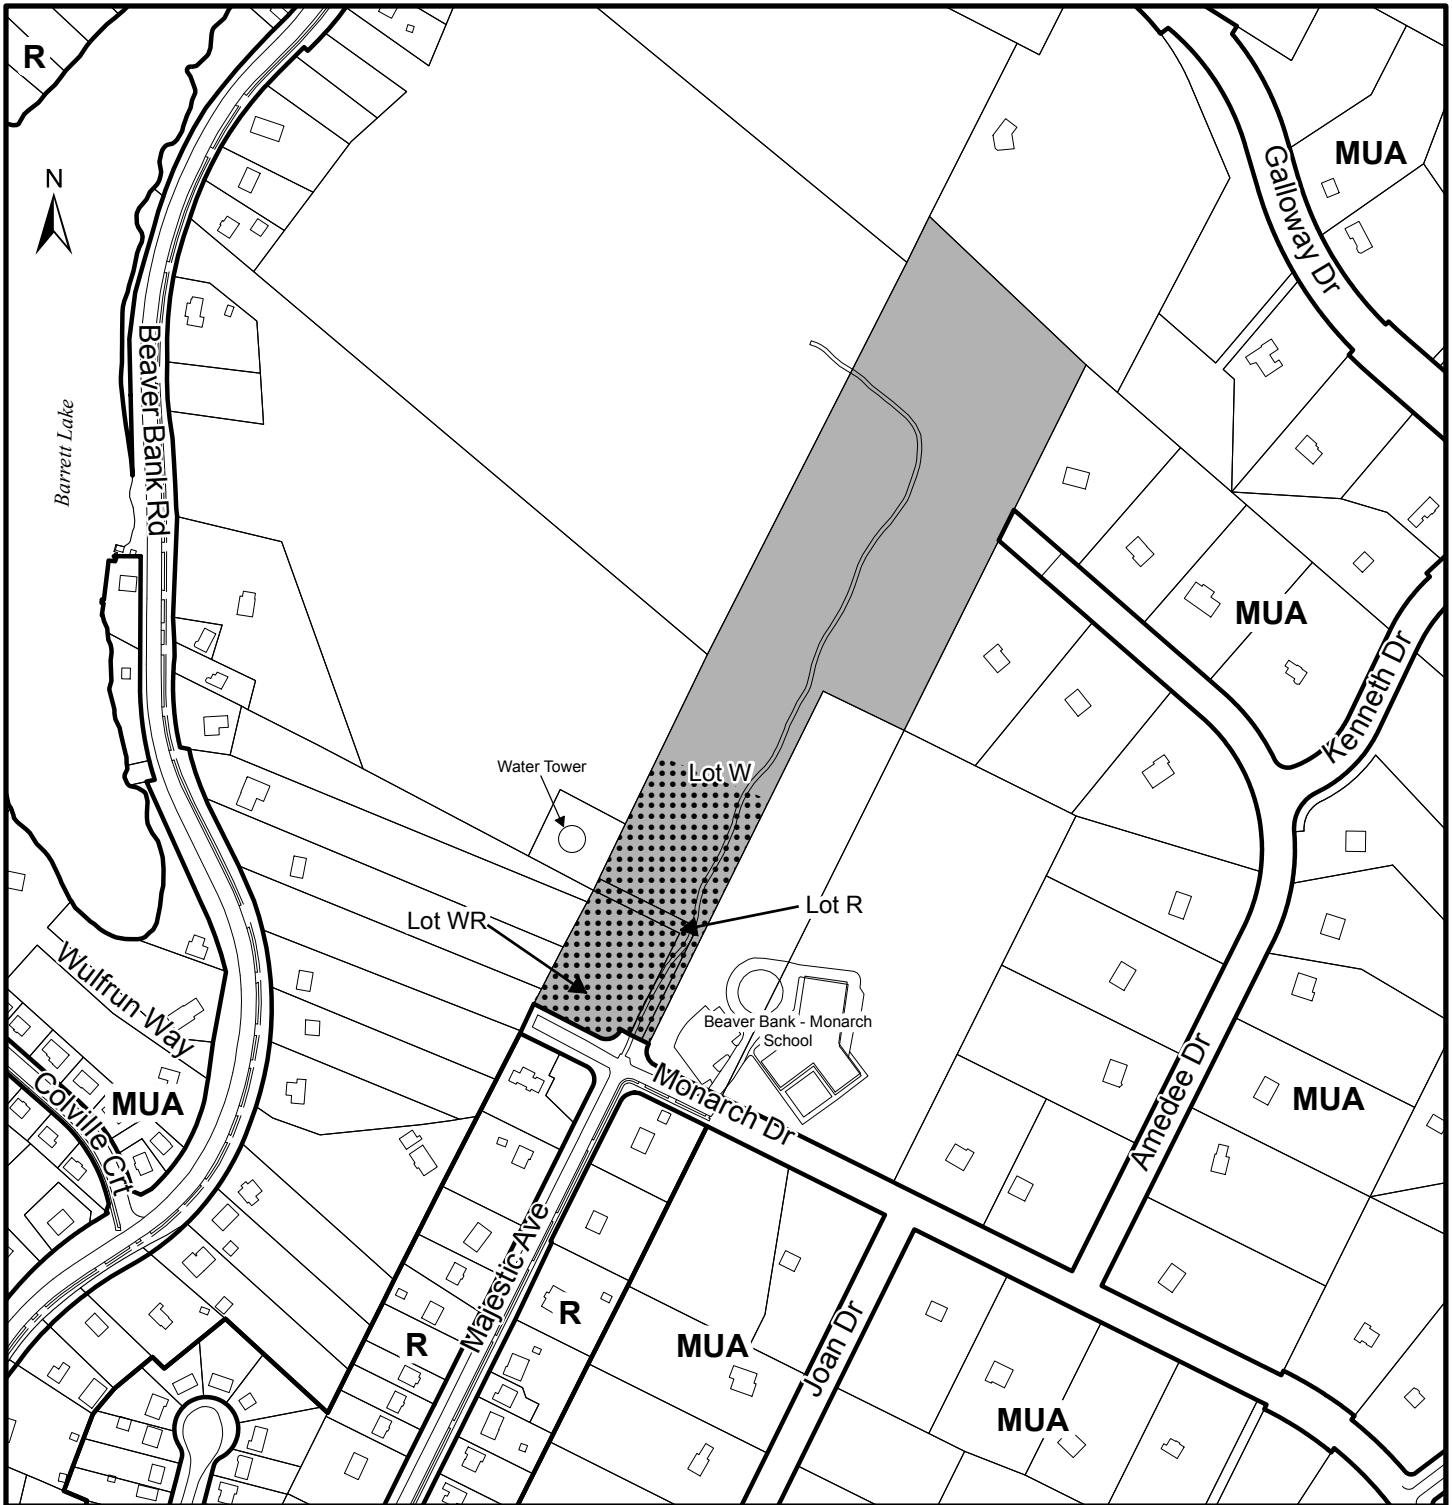 R
N
MUA
Galloway Dr
Beaver Bank Rd
Barrett Lake
MUA
Kenneth Dr
Water Tower
Lot W
Lot R
Lot WR
Wulfrun Way
Beaver Bank - Monarch
School
Colville Crt
MUA
Monarch Dr
Amedee Dr
MUA
Majestic Ave
R
R
MUA
Joan Dr
MUA